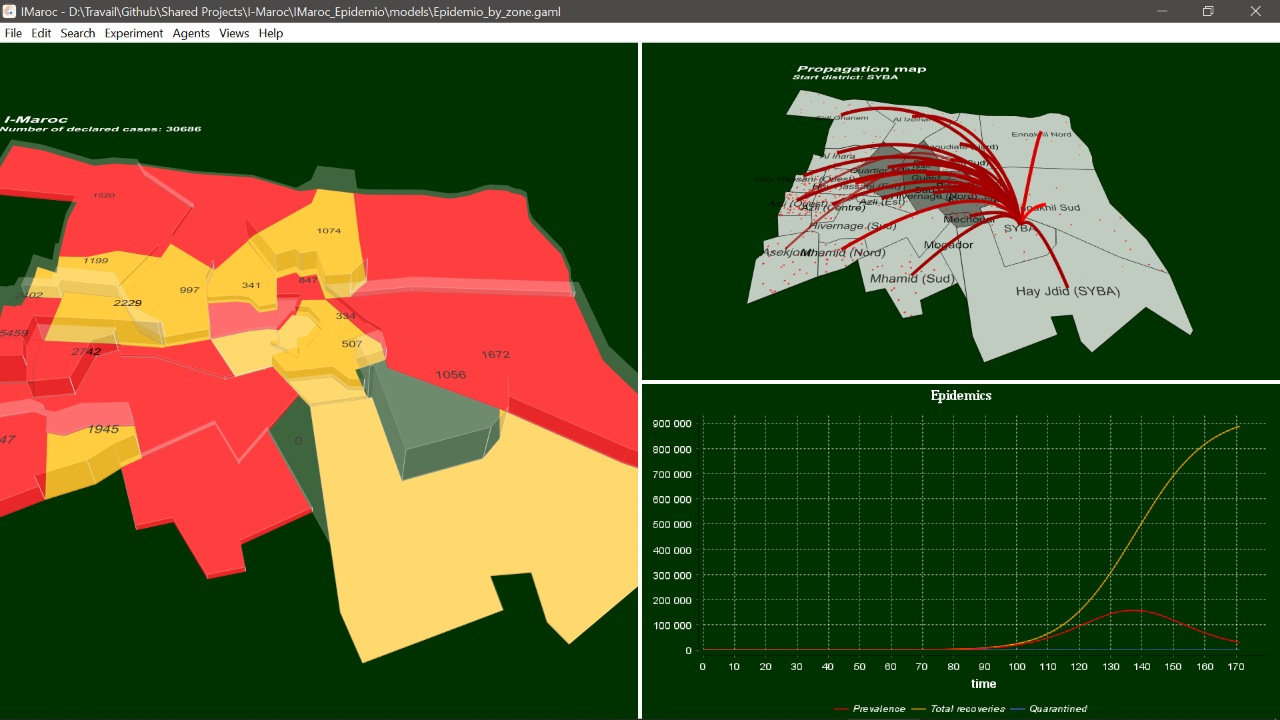 IMaroc - D:\Travail\Github\Shared Projects\I-Maroc\IMaroc_Epidemio\models\Epidemio_by_zone.gaml
File Edit Search Experiment Agents Views Help
I-Maroc
Number of declared cases: 30686
1520
1074
1199
997
341
847
2402
2229
334
5459
507
2742
1672
1056
1945
47
0
Propagation map
Start district: SYBA
Ennakhil Nord
Al Inara
Azli (Est)
Azli (Centre)
Hivernage (Nord)
Hivernage (Sud)
SYBA
Mechouar
Mogador
Asekjour
Mhamid (Nord)
Mhamid (Sud)
Hay Jdid (SYBA)
Epidemics
900 000
800 000
700 000
600 000
500 000
400 000
300 000
200 000
100 000
0
0 10 20 30 40 50 60 70 80 90 100 110 120 130 140 150 160 170
time
Prevalence Total recoveries Quarantined